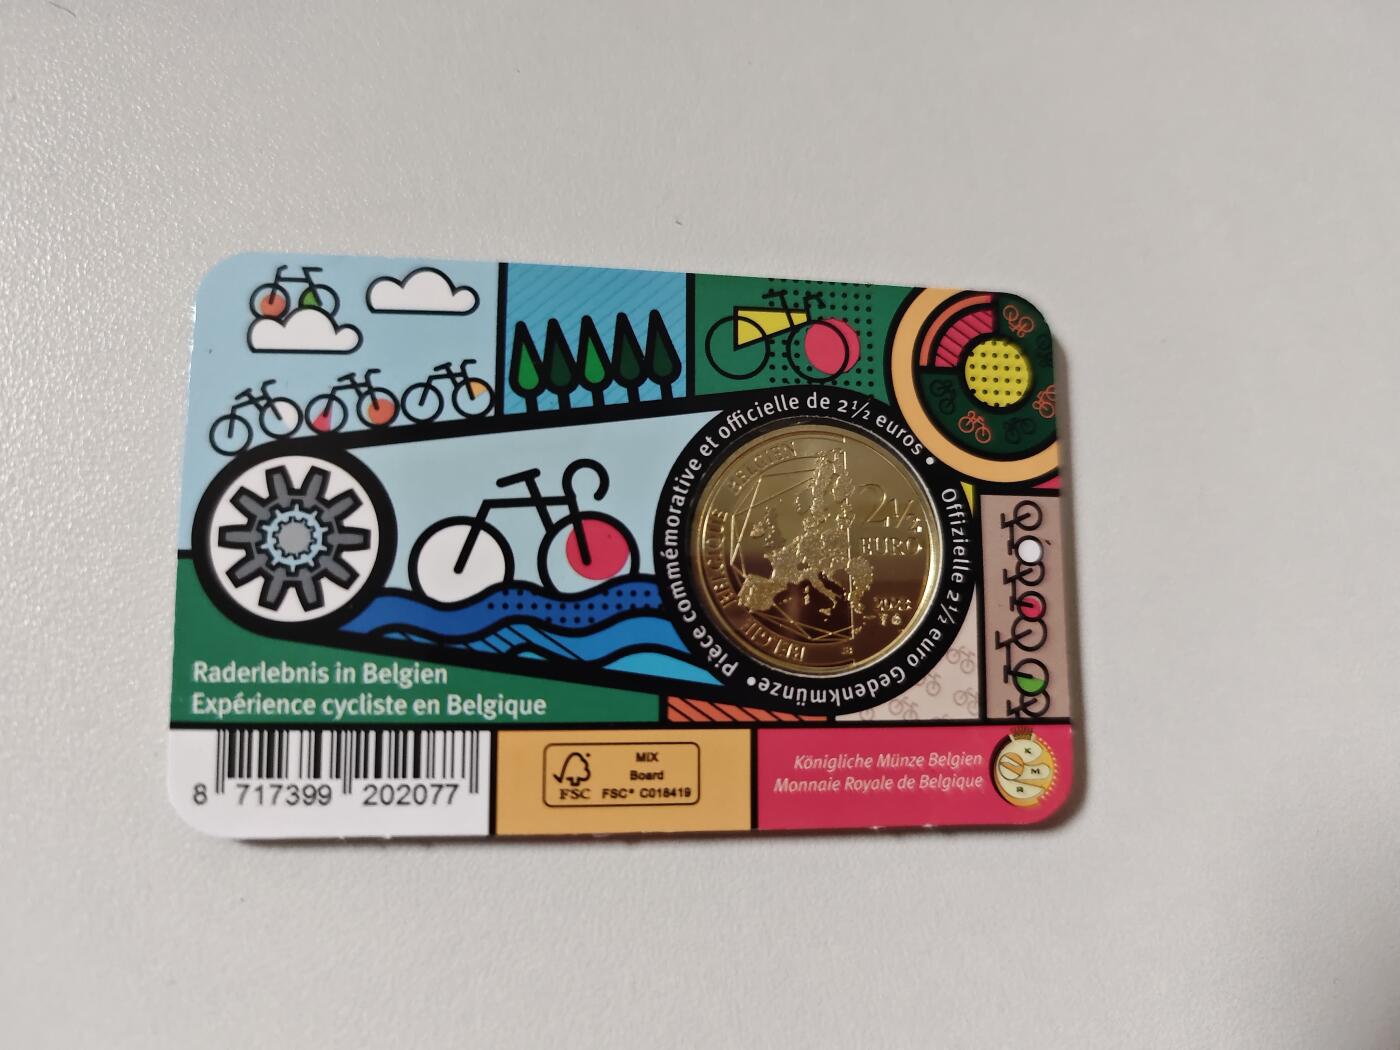 Pièce commémorative et officielle de 2½ euros •
Offizielle 2½ euro Gedenkmünze •
BELGIE BELGIQUE BELGIEN
2½
EURO
2023
Raderlebnis in Belgien
Expérience cycliste en Belgique
8 717399 202077
FSC
MIX
Board
FSC® C018419
Königliche Münze Belgien
Monnaie Royale de Belgique
K
M
R